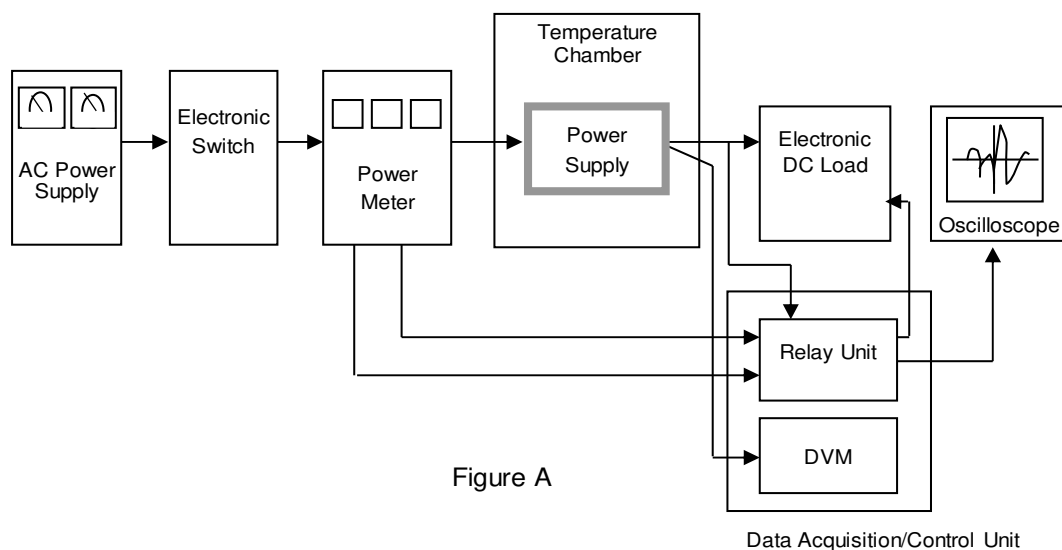 Temperature
Chamber
AC Power
Supply
Electronic
Switch
Power
Meter
Power
Supply
Electronic
DC Load
Oscilloscope
Relay Unit
DVM
Figure A
Data Acquisition/Control Unit